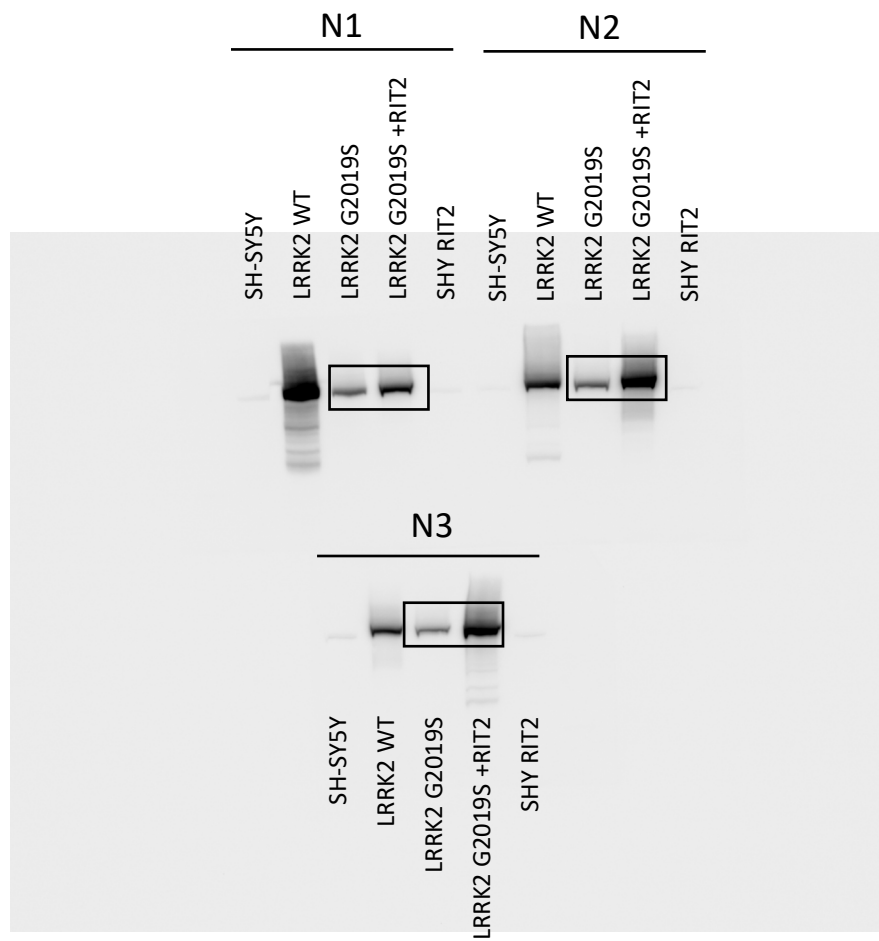 N1
N2
SH-SY5Y
LRRK2 WT
LRRK2 G2019S
LRRK2 G2019S +RIT2
SHY RIT2
SH-SY5Y
LRRK2 WT
LRRK2 G2019S
LRRK2 G2019S +RIT2
SHY RIT2
N3
SH-SY5Y
LRRK2 WT
LRRK2 G2019S
LRRK2 G2019S +RIT2
SHY RIT2